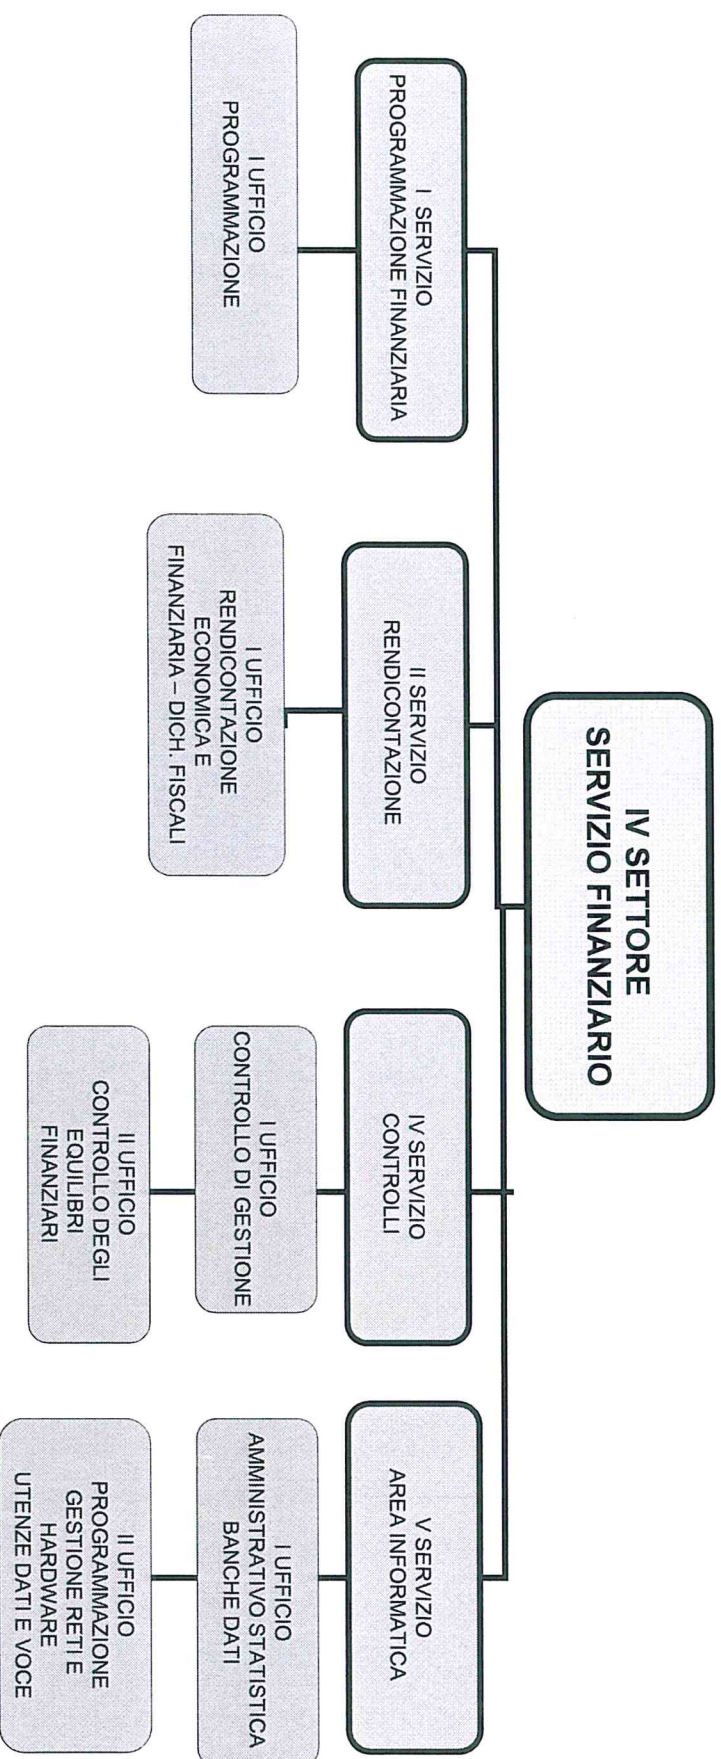 IV SETTORE
SERVIZIO FINANZIARIO
I SERVIZIO
PROGRAMMAZIONE FINANZIARIA
I UFFICIO
PROGRAMMAZIONE
II SERVIZIO
RENDICONTAZIONE
I UFFICIO
RENDICONTAZIONE
ECONOMICA E
FINANZIARIA – DICH. FISCALI
IV SERVIZIO
CONTROLLI
I UFFICIO
CONTROLLO DI GESTIONE
II UFFICIO
CONTROLLO DEGLI
EQUILIBRI
FINANZIARI
V SERVIZIO
AREA INFORMATICA
I UFFICIO
AMMINISTRATIVO STATISTICA
BANCHE DATI
II UFFICIO
PROGRAMMAZIONE
GESTIONE RETI E
HARDWARE
UTENZE DATI E VOCE